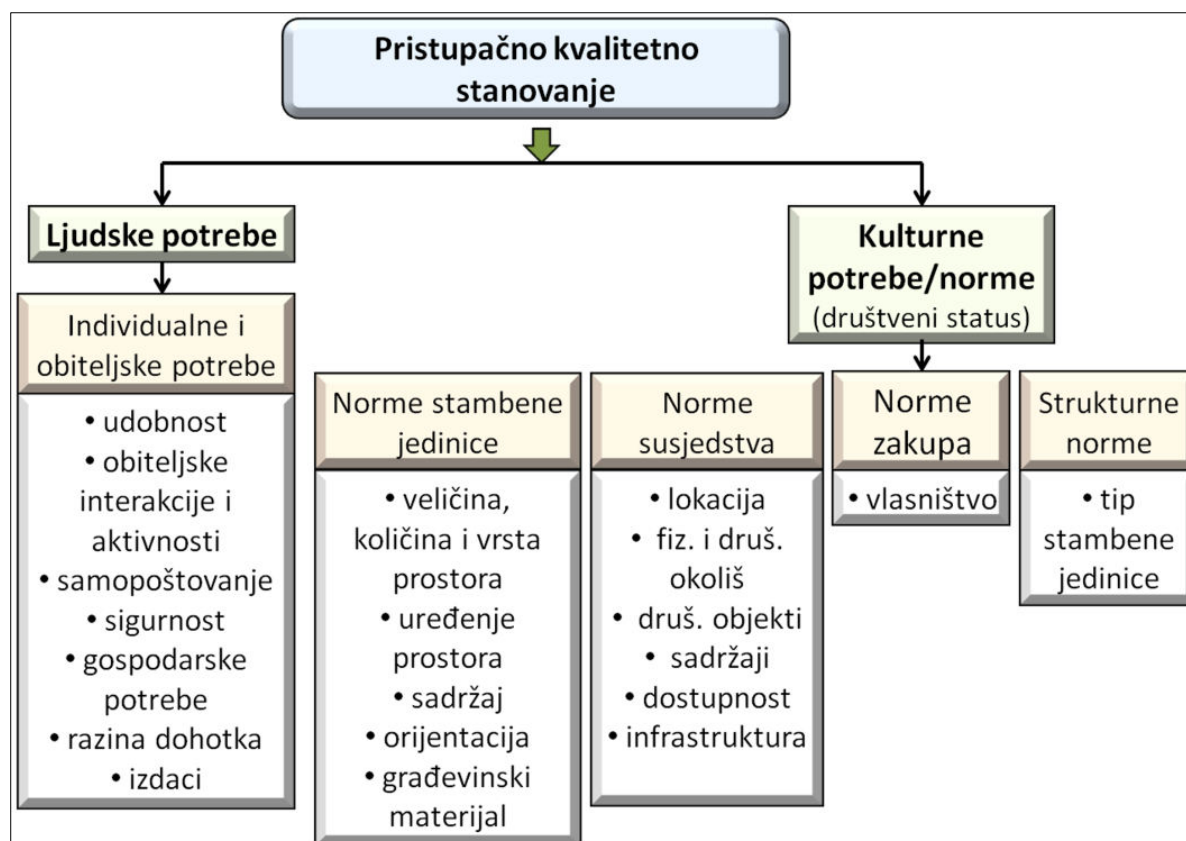 Pristupačno kvalitetno
stanovanje
Ljudske potrebe
Individualne i
obiteljske potrebe
• udobnost
• obiteljske
interakcije i
aktivnosti
• samopoštovanje
• sigurnost
• gospodarske
potrebe
• razina dohotka
• izdaci
Kulturne
potrebe/norme
(društveni status)
Norme stambene
jedinice
• veličina,
količina i vrsta
prostora
• uređenje
prostora
• sadržaj
• orijentacija
• građevinski
materijal
Norme
susjedstva
• lokacija
• fiz. i druš.
okoliš
• druš. objekti
• sadržaji
• dostupnost
• infrastruktura
Norme
zakupa
• vlasništvo
Strukturne
norme
• tip
stambene
jedinice